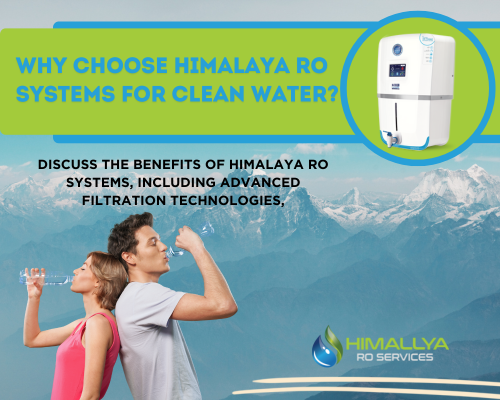 WHY CHOOSE HIMALAYA RO
SYSTEMS FOR CLEAN WATER?
DISCUSS THE BENEFITS OF HIMALAYA RO
SYSTEMS, INCLUDING ADVANCED
FILTRATION TECHNOLOGIES,
HIMALLYA
RO SERVICES